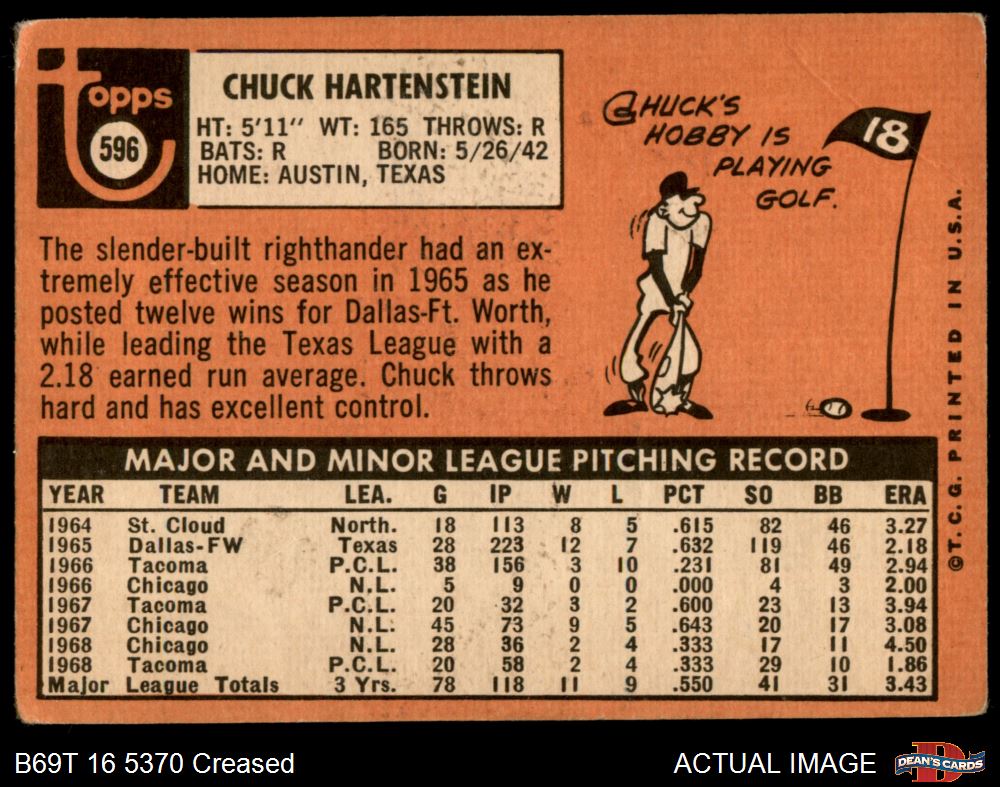 Topps
596
CHUCK HARTENSTEIN
HT: 5'11" WT: 165 THROWS: R
BATS: R BORN: 5/26/42
HOME: AUSTIN, TEXAS
CHUCK'S
HOBBY IS
PLAYING
GOLF.
18
The slender-built righthander had an ex-
tremely effective season in 1965 as he
posted twelve wins for Dallas-Ft. Worth,
while leading the Texas League with a
2.18 earned run average. Chuck throws
hard and has excellent control.
©T.C.G. PRINTED IN U.S.A.
MAJOR AND MINOR LEAGUE PITCHING RECORD
YEAR TEAM LEA. G IP W L PCT SO BB ERA
1964 St. Cloud North. 18 113 8 5 .615 82 46 3.27
1965 Dallas-FW Texas 28 223 12 7 .632 119 46 2.18
1966 Tacoma P.C.L. 38 156 3 10 .231 81 49 2.94
1966 Chicago N.L. 5 9 0 0 .000 4 3 2.00
1967 Tacoma P.C.L. 20 32 3 2 .600 23 13 3.94
1967 Chicago N.L. 45 73 9 5 .643 20 17 3.08
1968 Chicago N.L. 28 36 2 4 .333 17 11 4.50
1968 Tacoma P.C.L. 20 58 2 4 .333 29 10 1.86
Major League Totals 3 Yrs. 78 118 11 9 .550 41 31 3.43
B69T 16 5370 Creased
ACTUAL IMAGE
D
DEAN'S CARDS